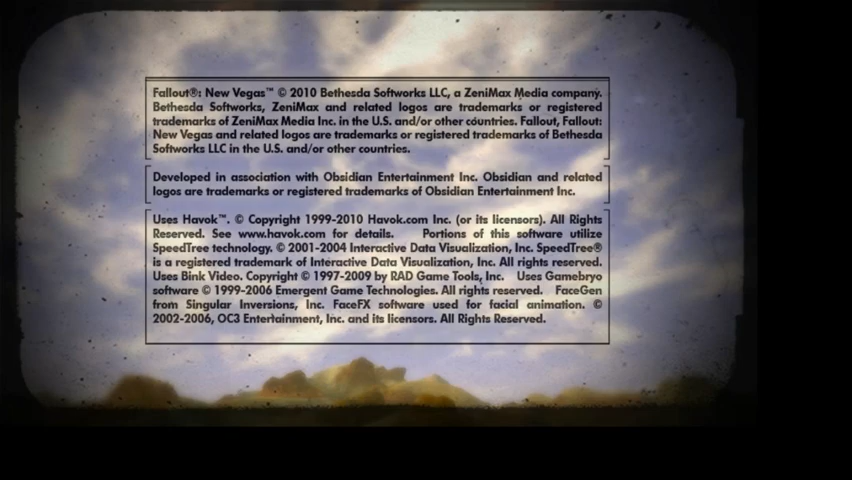 Fallout®: New Vegas™ © 2010 Bethesda Softworks LLC, a ZeniMax Media company.
Bethesda Softworks, ZeniMax and related logos are trademarks or registered
trademarks of ZeniMax Media Inc. in the U.S. and/or other countries. Fallout, Fallout:
New Vegas and related logos are trademarks or registered trademarks of Bethesda
Softworks LLC in the U.S. and/or other countries.
Developed in association with Obsidian Entertainment Inc. Obsidian and related
logos are trademarks or registered trademarks of Obsidian Entertainment Inc.
Uses Havok™. © Copyright 1999-2010 Havok.com Inc. (or its licensors). All Rights
Reserved. See www.havok.com for details. Portions of this software utilize
SpeedTree technology. © 2001-2004 Interactive Data Visualization, Inc. SpeedTree®
is a registered trademark of Interactive Data Visualization, Inc. All rights reserved.
Uses Bink Video. Copyright © 1997-2009 by RAD Game Tools, Inc. Uses Gamebryo
software © 1999-2006 Emergent Game Technologies. All rights reserved. FaceGen
from Singular Inversions, Inc. FaceFX software used for facial animation. ©
2002-2006, OC3 Entertainment, Inc. and its licensors. All Rights Reserved.